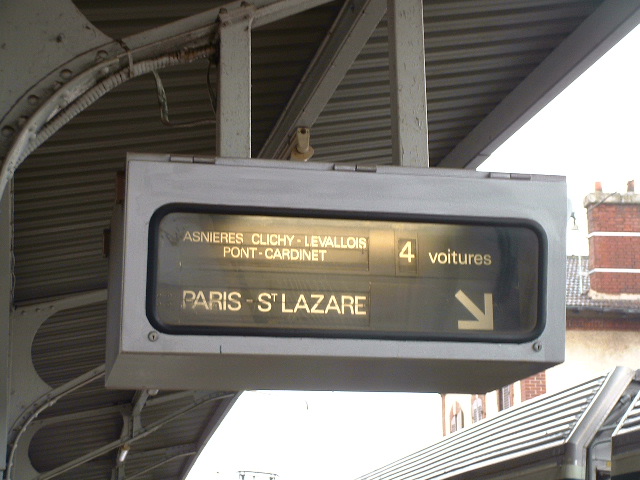 ASNIERES CLICHY-LEVALLOIS
PONT-CARDINET
4 voitures
PARIS-ST LAZARE